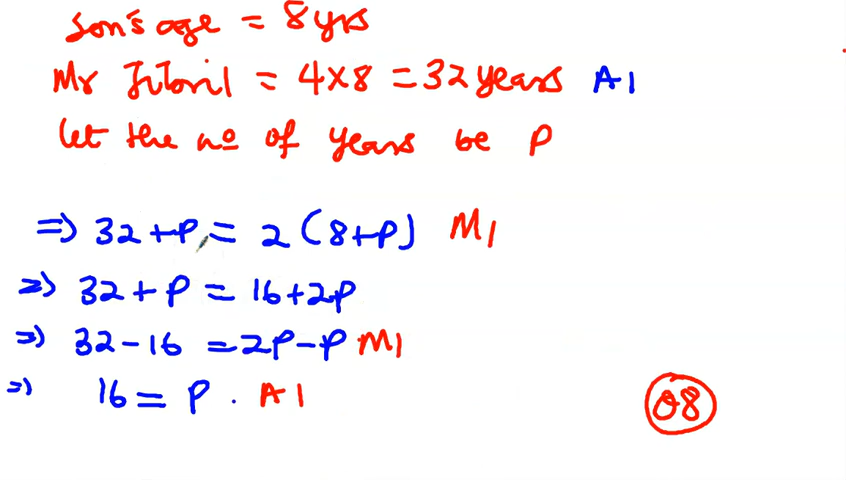 Son's age = 8 yrs
Mr Jutoril = 4×8 = 32 years A1
let the no of years be P
=> 32+P = 2(8+P) M1
=> 32+P = 16+2P
=> 32-16 = 2P-P M1
=> 16 = P. A1
08